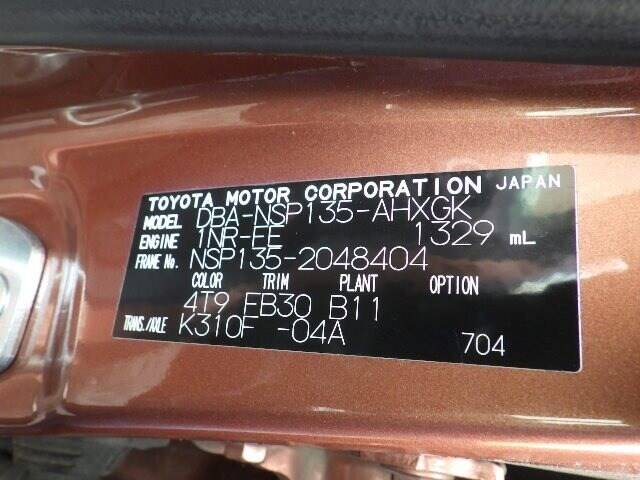 TOYOTA MOTOR CORPORATION JAPAN
MODEL DBA-NSP135-AHXGK
ENGINE 1NR-FE 1329 mL
FRAME No. NSP135-2048404
COLOR TRIM PLANT OPTION
4T9 EB30 B11
TRANS./AXLE K310F -04A
704